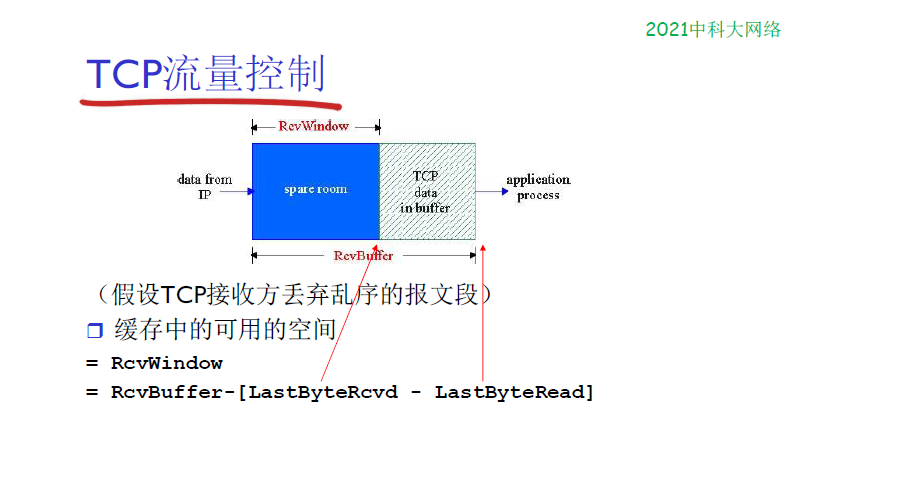 2021中科大网络
TCP流量控制
RcvWindow
data from
IP
spare room
TCP
data
in buffer
application
process
RcvBuffer
（假设TCP接收方丢弃乱序的报文段）
缓存中的可用的空间
= RcvWindow
= RcvBuffer-[LastByteRcvd - LastByteRead]